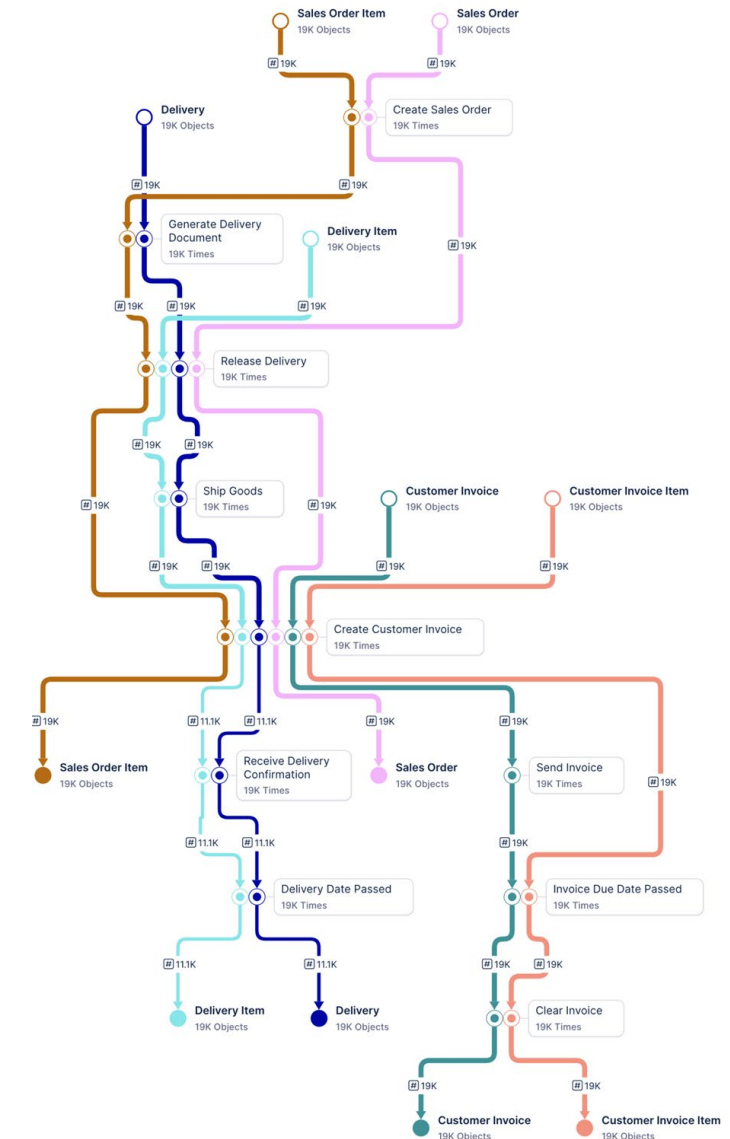 Sales Order Item
19K Objects
Sales Order
19K Objects
# 19K
# 19K
Delivery
19K Objects
Create Sales Order
19K Times
# 19K
# 19K
Generate Delivery
Document
19K Times
Delivery Item
19K Objects
# 19K
# 19K
# 19K
# 19K
Release Delivery
19K Times
# 19K
# 19K
Ship Goods
19K Times
Customer Invoice
19K Objects
Customer Invoice Item
19K Objects
# 19K
# 19K
# 19K
# 19K
# 19K
# 19K
Create Customer Invoice
19K Times
# 19K
# 11.1K
# 11.1K
# 19K
# 19K
Sales Order Item
19K Objects
Receive Delivery
Confirmation
19K Times
Sales Order
19K Objects
Send Invoice
19K Times
# 19K
# 11.1K
# 11.1K
# 19K
Delivery Date Passed
19K Times
Invoice Due Date Passed
19K Times
# 11.1K
# 11.1K
# 19K
# 19K
Delivery Item
19K Objects
Delivery
19K Objects
Clear Invoice
19K Times
# 19K
# 19K
Customer Invoice
19K Objects
Customer Invoice Item
19K Objects